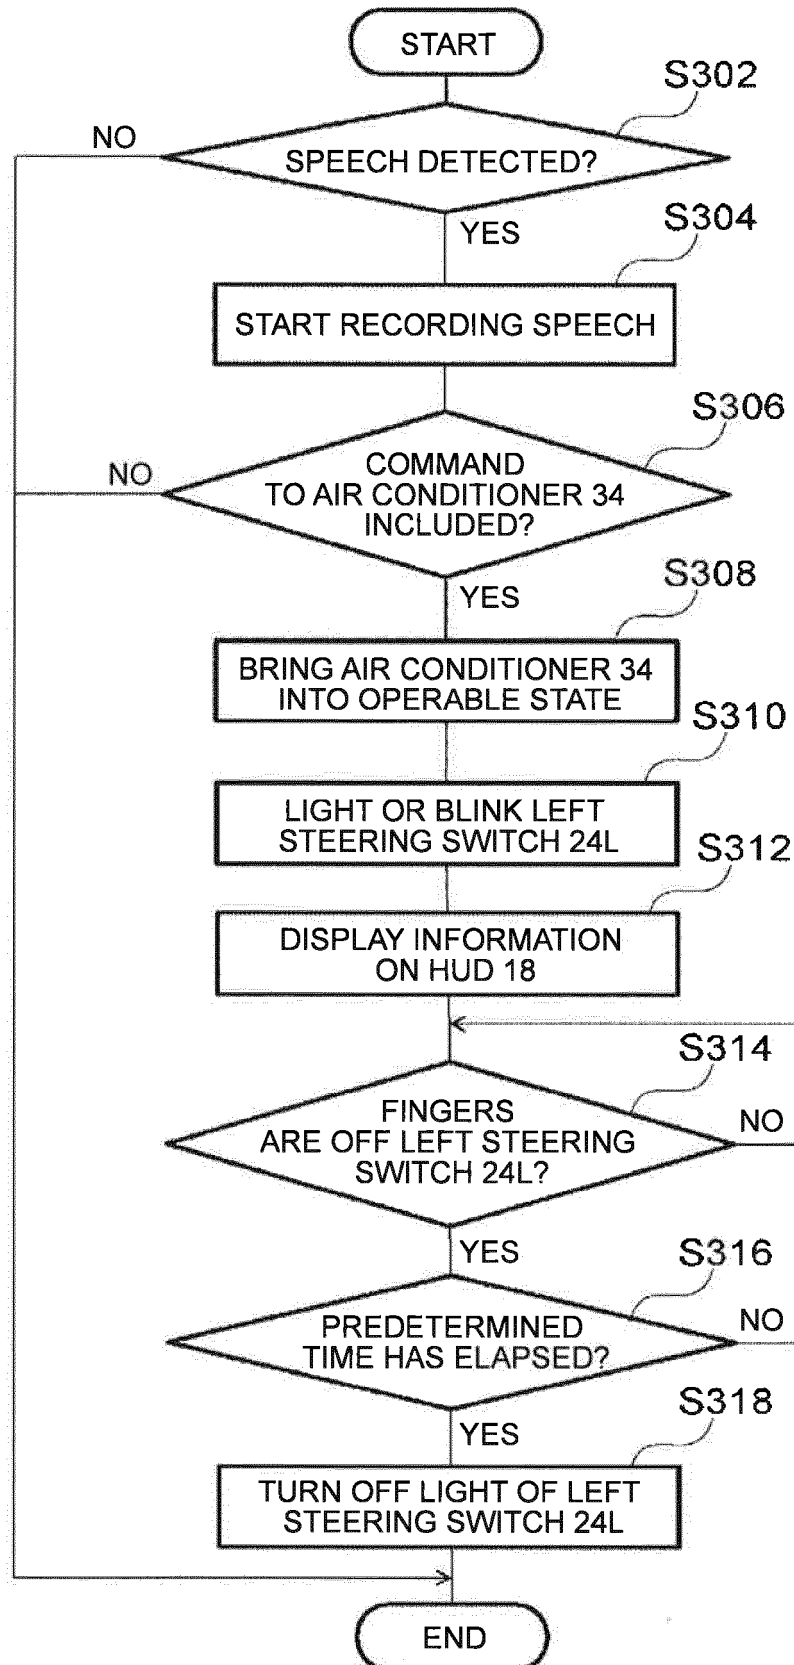 START
S302
NO
SPEECH DETECTED?
YES
S304
START RECORDING SPEECH
S306
NO
COMMAND
TO AIR CONDITIONER 34
INCLUDED?
YES
S308
BRING AIR CONDITIONER 34
INTO OPERABLE STATE
S310
LIGHT OR BLINK LEFT
STEERING SWITCH 24L
S312
DISPLAY INFORMATION
ON HUD 18
S314
FINGERS
ARE OFF LEFT STEERING
SWITCH 24L?
NO
YES
S316
PREDETERMINED
TIME HAS ELAPSED?
NO
YES
S318
TURN OFF LIGHT OF LEFT
STEERING SWITCH 24L
END